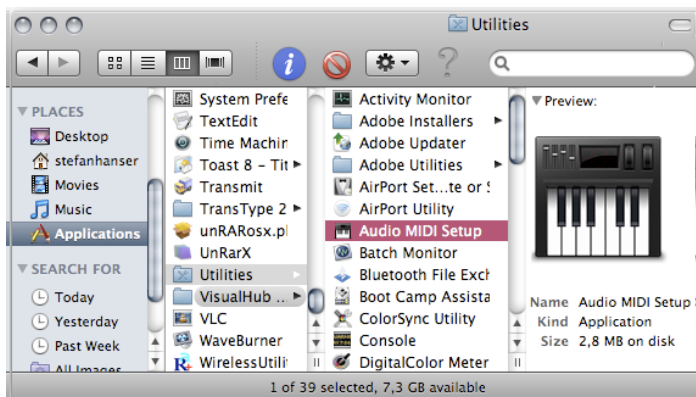 Utilities
PLACES
Desktop
stefanhanser
Movies
Music
Applications
SEARCH FOR
Today
Yesterday
Past Week
All Images
System Prefe
TextEdit
Time Machin
Toast 8 – Tit
Transmit
TransType 2
unRARosx.pl
UnRarX
Utilities
VisualHub ...
VLC
WaveBurner
WirelessUtili
Activity Monitor
Adobe Installers
Adobe Updater
Adobe Utilities
AirPort Set...te or S
AirPort Utility
Audio MIDI Setup
Batch Monitor
Bluetooth File Exch
Boot Camp Assista
ColorSync Utility
Console
DigitalColor Meter
Preview:
Name Audio MIDI Setup
Kind Application
Size 2,8 MB on disk
1 of 39 selected, 7,3 GB available